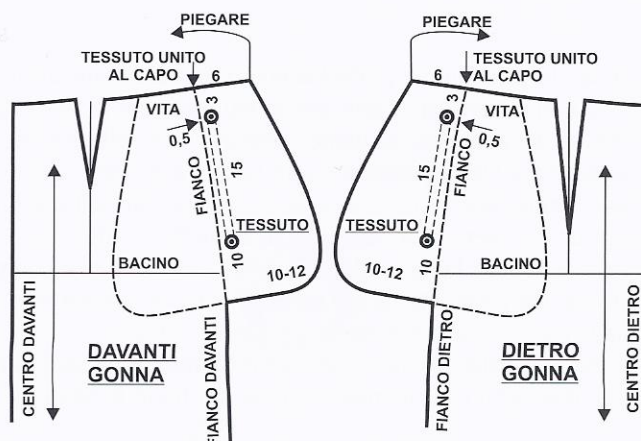 PIEGARE
TESSUTO UNITO
AL CAPO
6
VITA
3
0,5
FIANCO
15
TESSUTO
10
10-12
BACINO
CENTRO DAVANTI
DAVANTI
GONNA
FIANCO DAVANTI
PIEGARE
TESSUTO UNITO
AL CAPO
6
3
VITA
0,5
FIANCO
15
TESSUTO
10
10-12
BACINO
FIANCO DIETRO
DIETRO
GONNA
CENTRO DIETRO